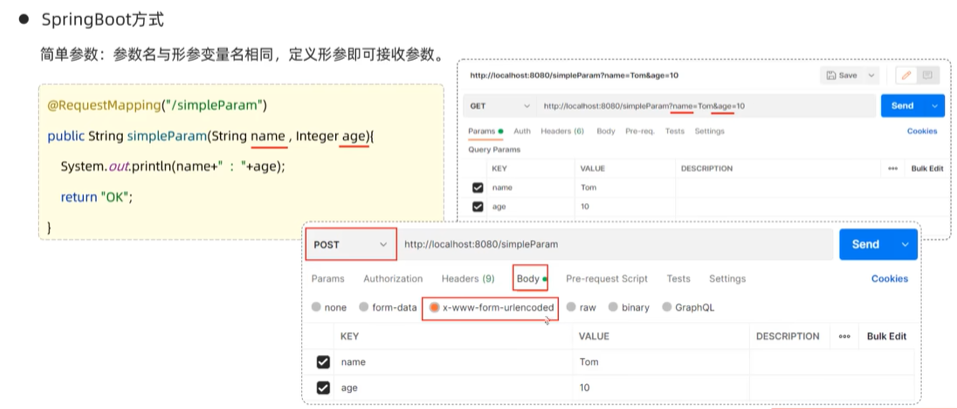 ● SpringBoot方式
简单参数：参数名与形参变量名相同，定义形参即可接收参数。
@RequestMapping("/simpleParam")
public String simpleParam(String name , Integer age){
System.out.println(name+" : "+age);
return "OK";
}
http://localhost:8080/simpleParam?name=Tom&age=10
Save
GET http://localhost:8080/simpleParam?name=Tom&age=10 Send
Params Auth Headers (6) Body Pre-req. Tests Settings Cookies
Query Params
KEY VALUE DESCRIPTION ••• Bulk Edit
name Tom
age 10
POST http://localhost:8080/simpleParam Send
Params Authorization Headers (9) Body Pre-request Script Tests Settings Cookies
none form-data x-www-form-urlencoded raw binary GraphQL
KEY VALUE DESCRIPTION ooo Bulk Edit
name Tom
age 10